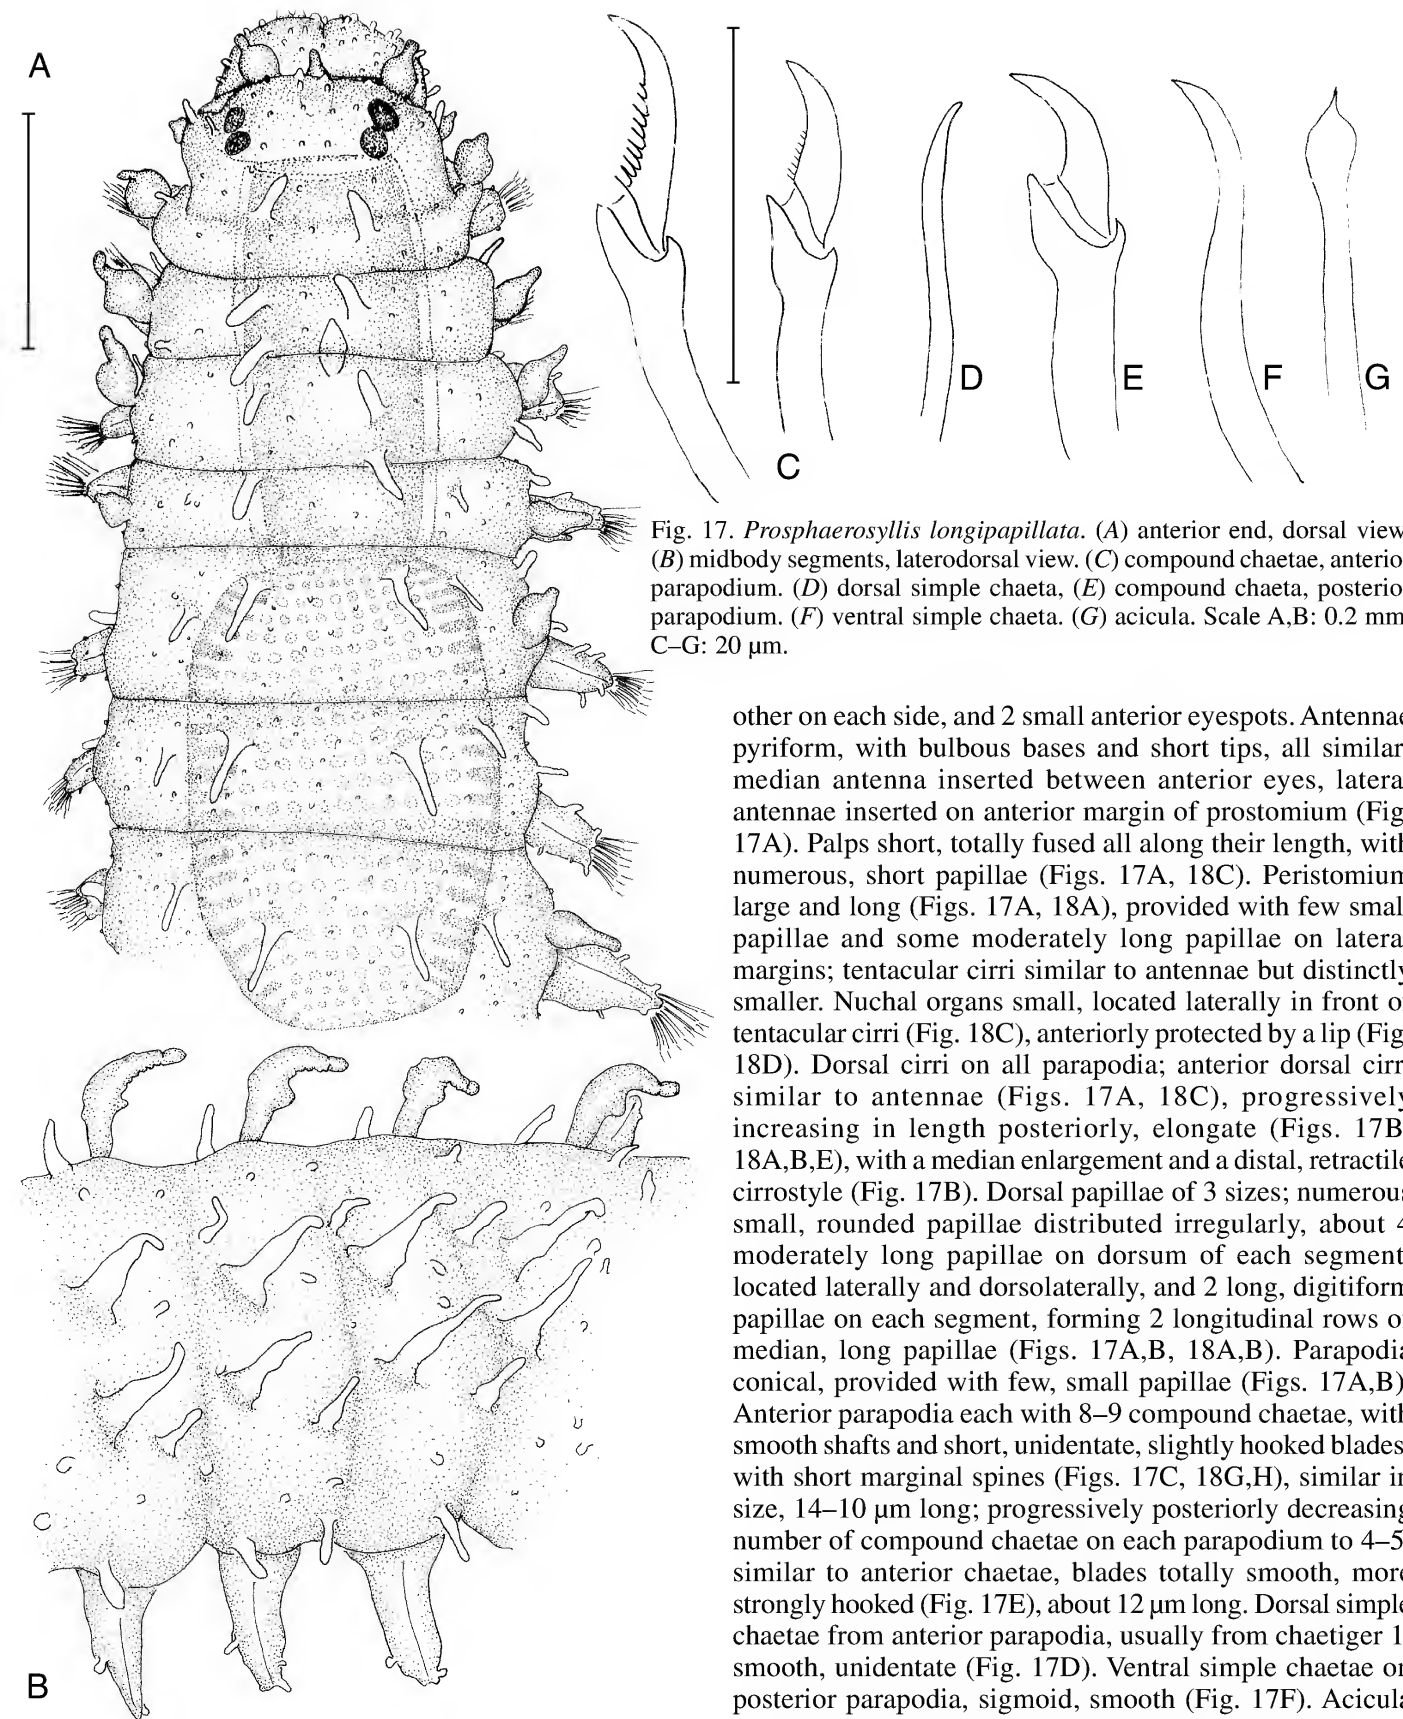 A
D
E
F
G
C
Fig. 17. Prosphaerosyllis longipapillata. (A) anterior end, dorsal view
(B) midbody segments, laterodorsal view. (C) compound chaetae, anterio
parapodium. (D) dorsal simple chaeta, (E) compound chaeta, posterio
parapodium. (F) ventral simple chaeta. (G) acicula. Scale A,B: 0.2 mm
C–G: 20 µm.
other on each side, and 2 small anterior eyespots. Antennae
pyriform, with bulbous bases and short tips, all similar
median antenna inserted between anterior eyes, latera
antennae inserted on anterior margin of prostomium (Fig
17A). Palps short, totally fused all along their length, with
numerous, short papillae (Figs. 17A, 18C). Peristomium
large and long (Figs. 17A, 18A), provided with few smal
papillae and some moderately long papillae on latera
margins; tentacular cirri similar to antennae but distinctly
smaller. Nuchal organs small, located laterally in front o
tentacular cirri (Fig. 18C), anteriorly protected by a lip (Fig
18D). Dorsal cirri on all parapodia; anterior dorsal cirr
similar to antennae (Figs. 17A, 18C), progressively
increasing in length posteriorly, elongate (Figs. 17B
18A,B,E), with a median enlargement and a distal, retractile
cirrostyle (Fig. 17B). Dorsal papillae of 3 sizes; numerous
small, rounded papillae distributed irregularly, about 4
moderately long papillae on dorsum of each segment
located laterally and dorsolaterally, and 2 long, digitiform
papillae on each segment, forming 2 longitudinal rows o
median, long papillae (Figs. 17A,B, 18A,B). Parapodia
conical, provided with few, small papillae (Figs. 17A,B)
Anterior parapodia each with 8–9 compound chaetae, with
smooth shafts and short, unidentate, slightly hooked blades
with short marginal spines (Figs. 17C, 18G,H), similar in
size, 14–10 µm long; progressively posteriorly decreasing
number of compound chaetae on each parapodium to 4–5
similar to anterior chaetae, blades totally smooth, more
strongly hooked (Fig. 17E), about 12 µm long. Dorsal simple
chaetae from anterior parapodia, usually from chaetiger 1
smooth, unidentate (Fig. 17D). Ventral simple chaetae on
posterior parapodia, sigmoid, smooth (Fig. 17F). Acicula
B